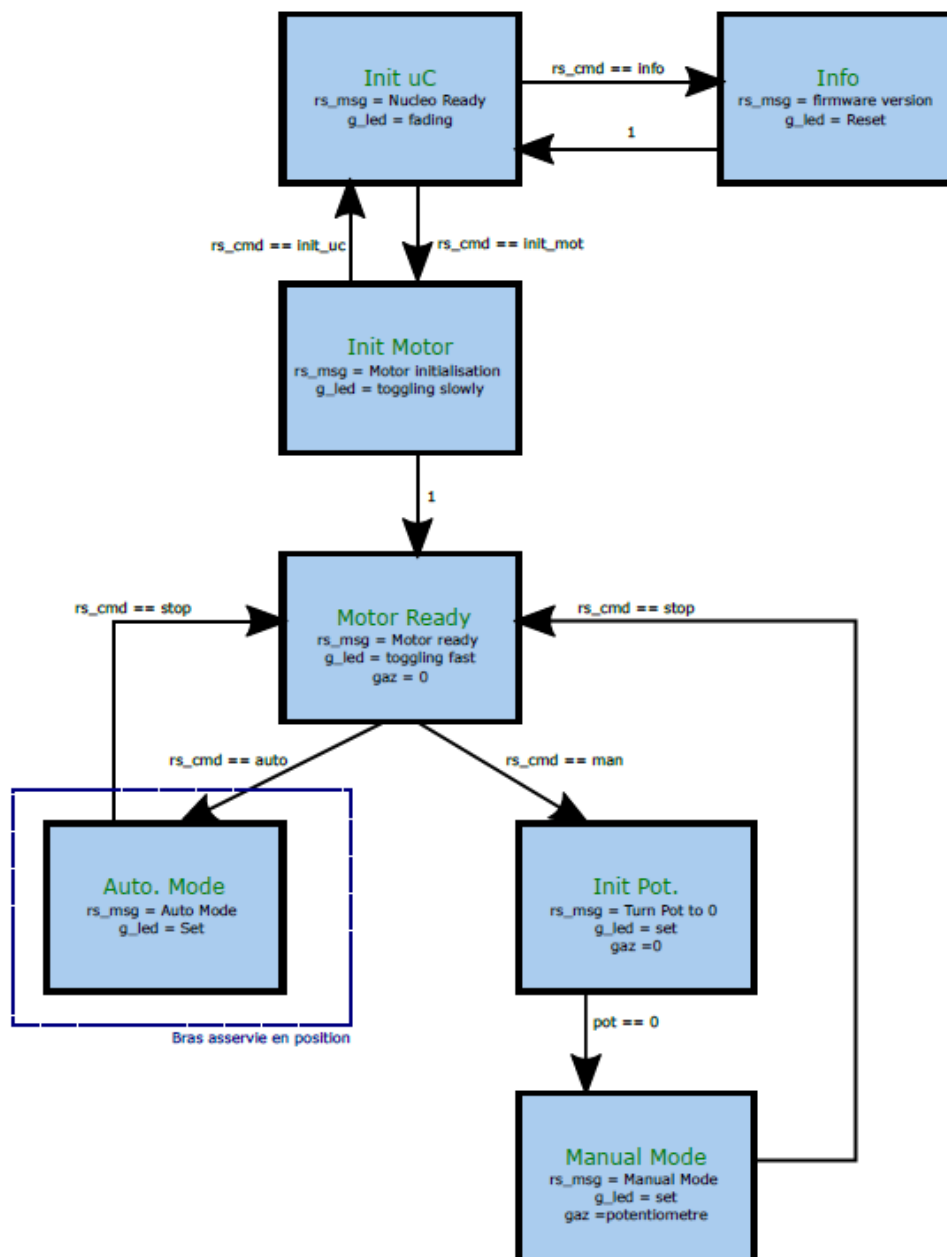 Init uC
rs_msg = Nucleo Ready
g_led = fading
rs_cmd == info
Info
rs_msg = firmware version
g_led = Reset
1
rs_cmd == init_uc
rs_cmd == init_mot
Init Motor
rs_msg = Motor initialisation
g_led = toggling slowly
1
rs_cmd == stop
Motor Ready
rs_msg = Motor ready
g_led = toggling fast
gaz = 0
rs_cmd == stop
rs_cmd == auto
rs_cmd == man
Auto. Mode
rs_msg = Auto Mode
g_led = Set
Bras asservie en position
Init Pot.
rs_msg = Turn Pot to 0
g_led = set
gaz =0
pot == 0
Manual Mode
rs_msg = Manual Mode
g_led = set
gaz =potentiometre